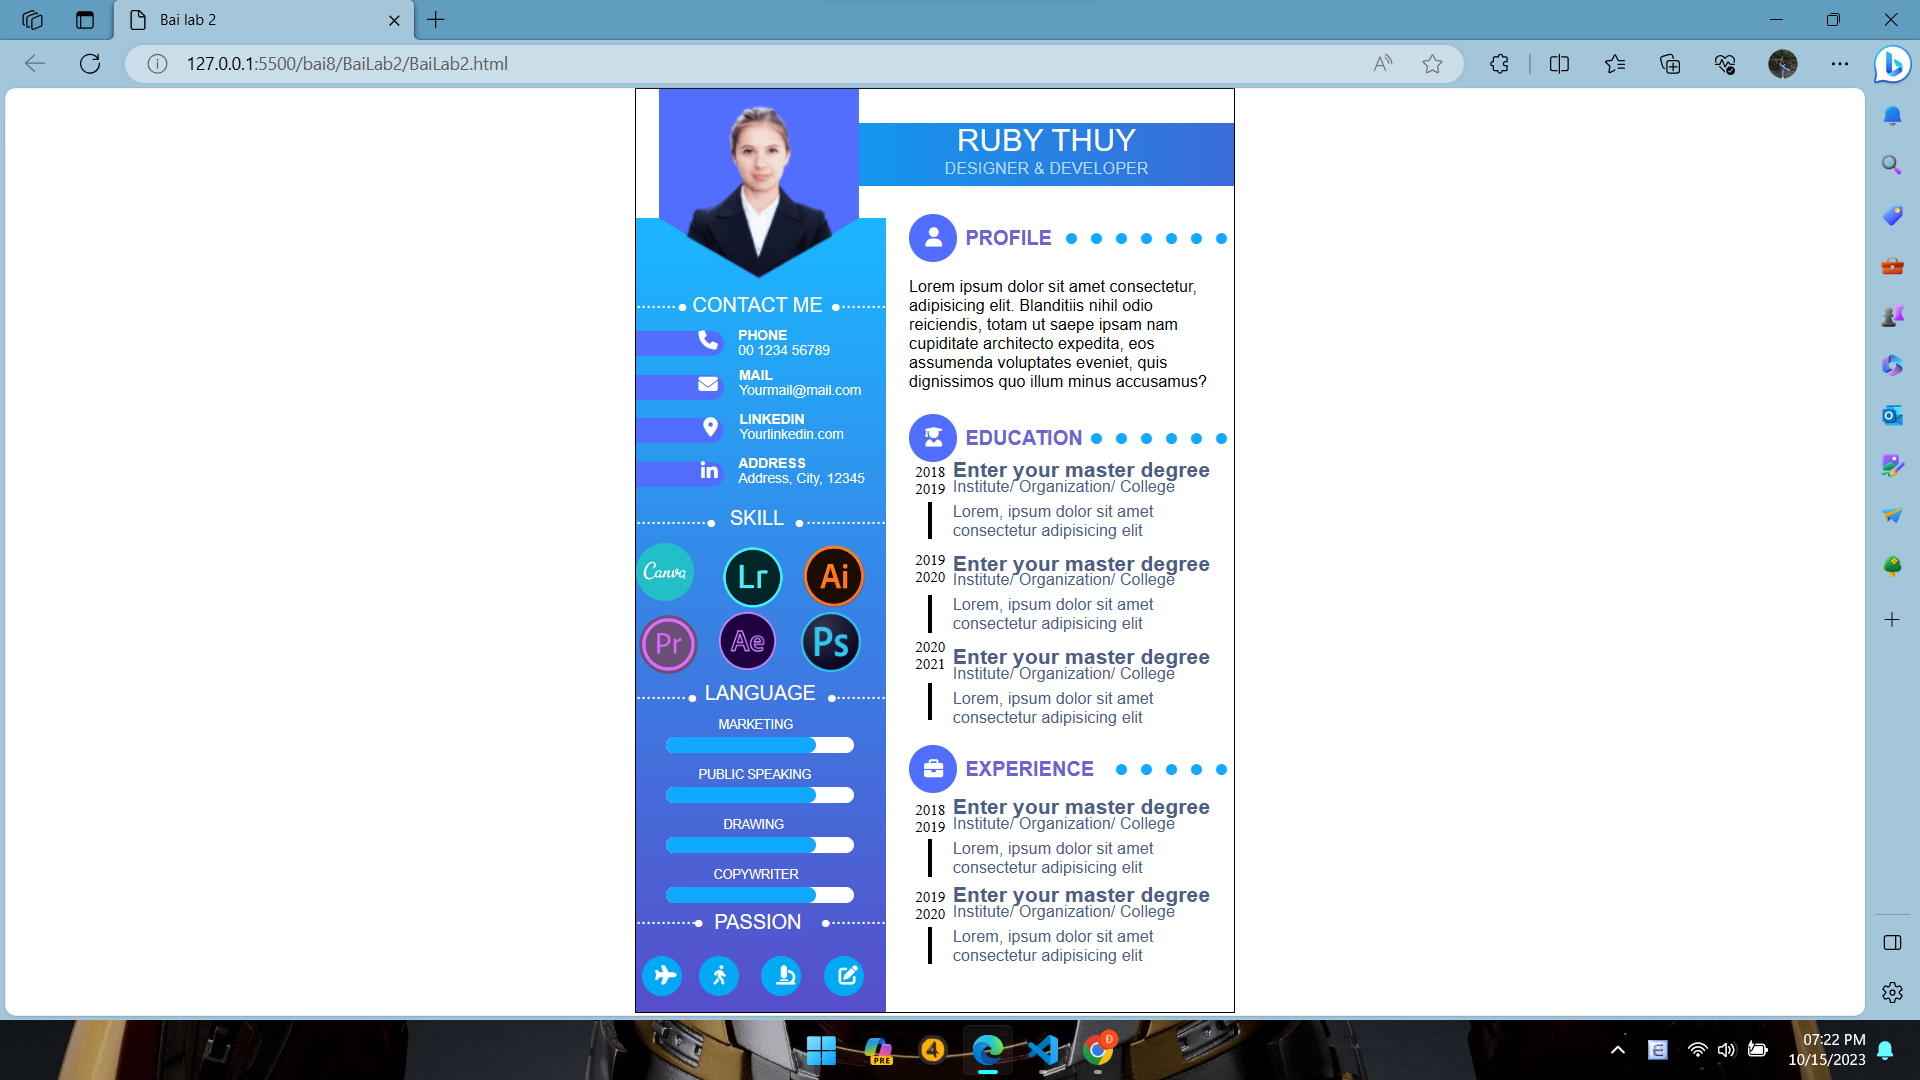 Bai lab 2
127.0.0.1:5500/bai8/BaiLab2/BaiLab2.html
RUBY THUY
DESIGNER & DEVELOPER
CONTACT ME
PHONE
00 1234 56789
MAIL
Yourmail@mail.com
LINKEDIN
Yourlinkedin.com
in
ADDRESS
Address, City, 12345
SKILL
Canva
Lr
Ai
Pr
Ae
Ps
LANGUAGE
MARKETING
PUBLIC SPEAKING
DRAWING
COPYWRITER
PASSION
PROFILE
Lorem ipsum dolor sit amet consectetur,
adipisicing elit. Blanditiis nihil odio
reiciendis, totam ut saepe ipsam nam
cupiditate architecto expedita, eos
assumenda voluptates eveniet, quis
dignissimos quo illum minus accusamus?
EDUCATION
2018
2019
Enter your master degree
Institute/ Organization/ College
Lorem, ipsum dolor sit amet
consectetur adipisicing elit
2019
2020
Enter your master degree
Institute/ Organization/ College
Lorem, ipsum dolor sit amet
consectetur adipisicing elit
2020
2021
Enter your master degree
Institute/ Organization/ College
Lorem, ipsum dolor sit amet
consectetur adipisicing elit
EXPERIENCE
2018
2019
Enter your master degree
Institute/ Organization/ College
Lorem, ipsum dolor sit amet
consectetur adipisicing elit
2019
2020
Enter your master degree
Institute/ Organization/ College
Lorem, ipsum dolor sit amet
consectetur adipisicing elit
PRE
4
Đ
E
07:22 PM
10/15/2023